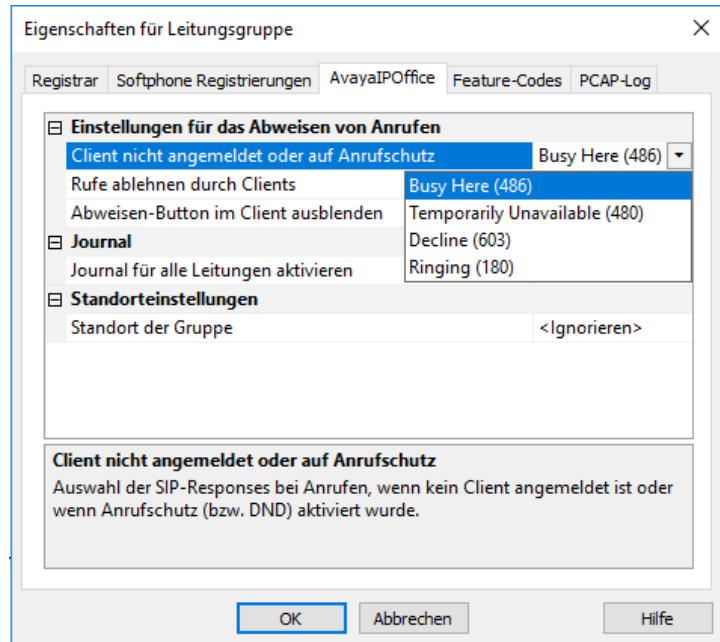 Eigenschaften für Leitungsgruppe
Registrar Softphone Registrierungen AvayaIPOffice Feature-Codes PCAP-Log
Einstellungen für das Abweisen von Anrufen
Client nicht angemeldet oder auf Anrufschutz Busy Here (486)
Rufe ablehnen durch Clients Busy Here (486)
Abweisen-Button im Client ausblenden Temporarily Unavailable (480)
Journal Decline (603)
Journal für alle Leitungen aktivieren Ringing (180)
Standorteinstellungen
Standort der Gruppe <Ignorieren>
Client nicht angemeldet oder auf Anrufschutz
Auswahl der SIP-Responses bei Anrufen, wenn kein Client angemeldet ist oder
wenn Anrufschutz (bzw. DND) aktiviert wurde.
OK Abbrechen Hilfe